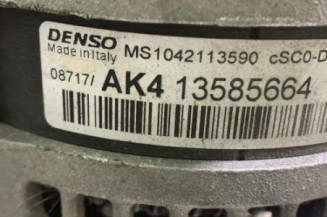 DENSO MS1042113590 cSC0-D
Made in Italy
08717/ AK4 13585664